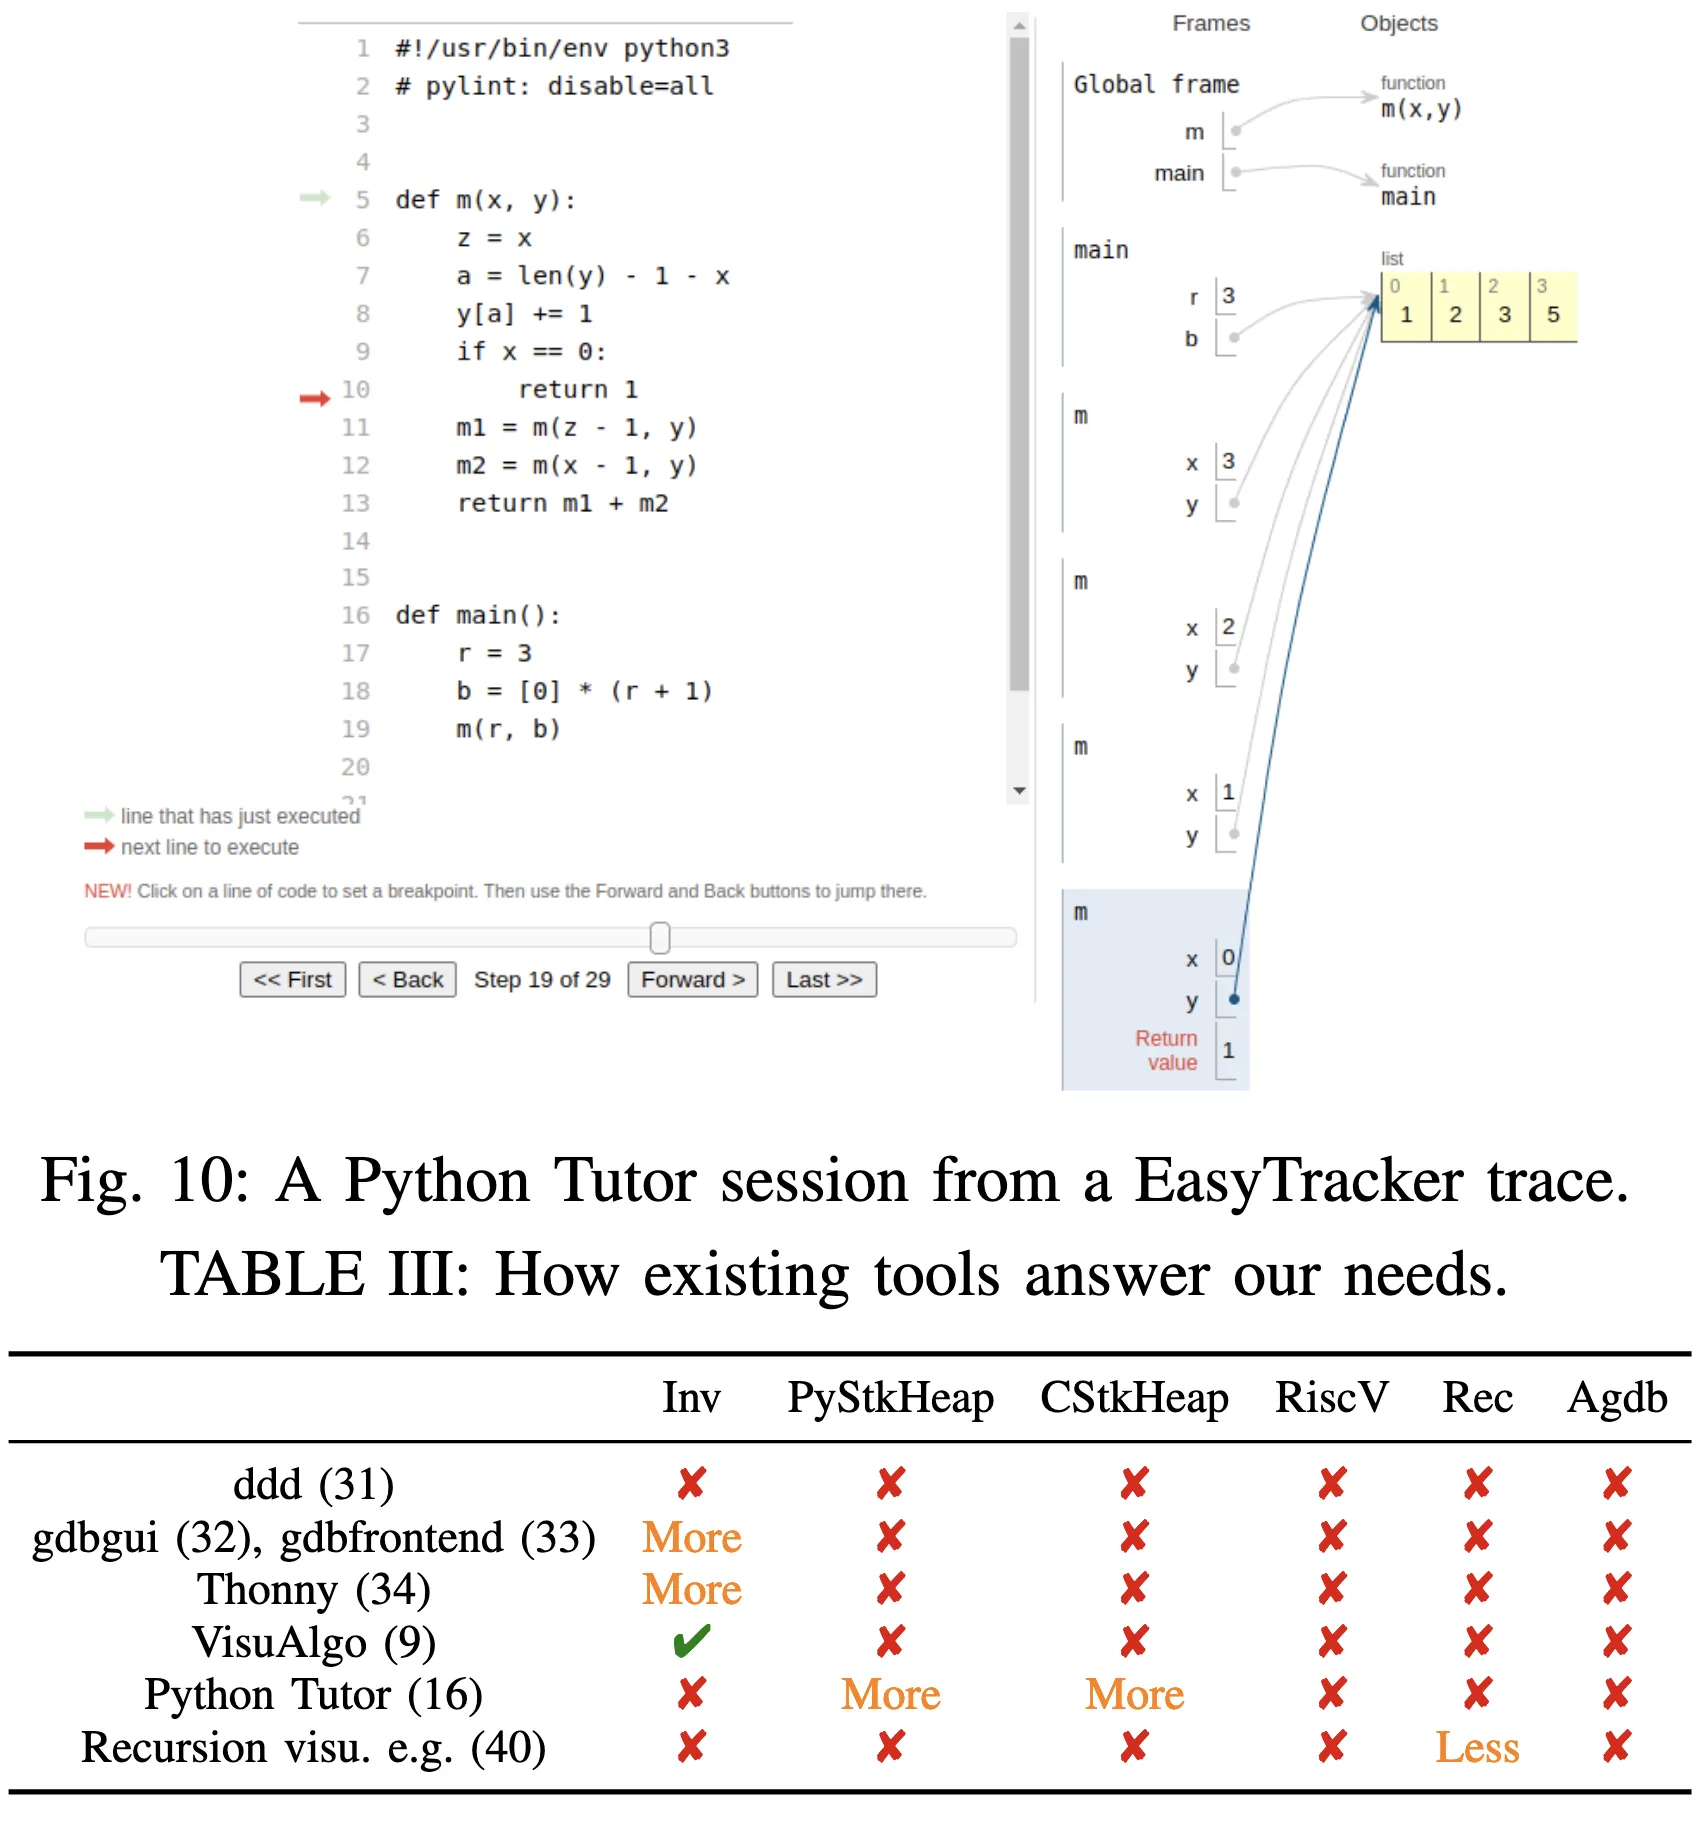 1 #!/usr/bin/env python3
2 # pylint: disable=all
3
4
5 def m(x, y):
6     z = x
7     a = len(y) - 1 - x
8     y[a] += 1
9     if x == 0:
10         return 1
11     m1 = m(z - 1, y)
12     m2 = m(x - 1, y)
13     return m1 + m2
14
15
16 def main():
17     r = 3
18     b = [0] * (r + 1)
19     m(r, b)
20
21
line that has just executed
next line to execute
NEW! Click on a line of code to set a breakpoint. Then use the Forward and Back buttons to jump there.
<< First < Back Step 19 of 29 Forward > Last >>
Frames Objects
Global frame
m
main
function
m(x,y)
function
main
main
r 3
b
list
0 1 2 3
1 2 3 5
m
x 3
y
m
x 2
y
m
x 1
y
m
x 0
y
Return
value 1
Fig. 10: A Python Tutor session from a EasyTracker trace.
TABLE III: How existing tools answer our needs.
Inv PyStkHeap CStkHeap RiscV Rec Agdb
ddd (31) ✘ ✘ ✘ ✘ ✘ ✘
gdbgui (32), gdbfrontend (33) More ✘ ✘ ✘ ✘ ✘
Thonny (34) More ✘ ✘ ✘ ✘ ✘
VisuAlgo (9) ✔ ✘ ✘ ✘ ✘ ✘
Python Tutor (16) ✘ More More ✘ ✘ ✘
Recursion visu. e.g. (40) ✘ ✘ ✘ ✘ Less ✘